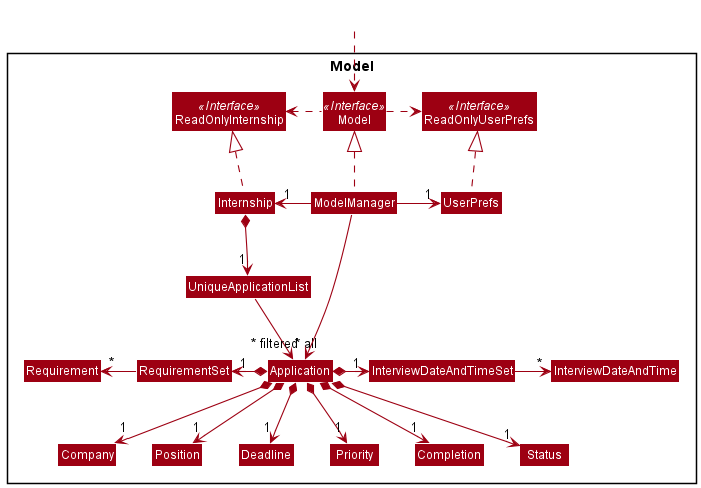 Model
«Interface»
ReadOnlyInternship
«Interface»
Model
«Interface»
ReadOnlyUserPrefs
1
1
Internship
ModelManager
UserPrefs
1
UniqueApplicationList
* filtered
* all
Requirement
*
RequirementSet
1
Application
1
InterviewDateAndTimeSet
*
InterviewDateAndTime
1
1
1
1
1
1
Company
Position
Deadline
Priority
Completion
Status